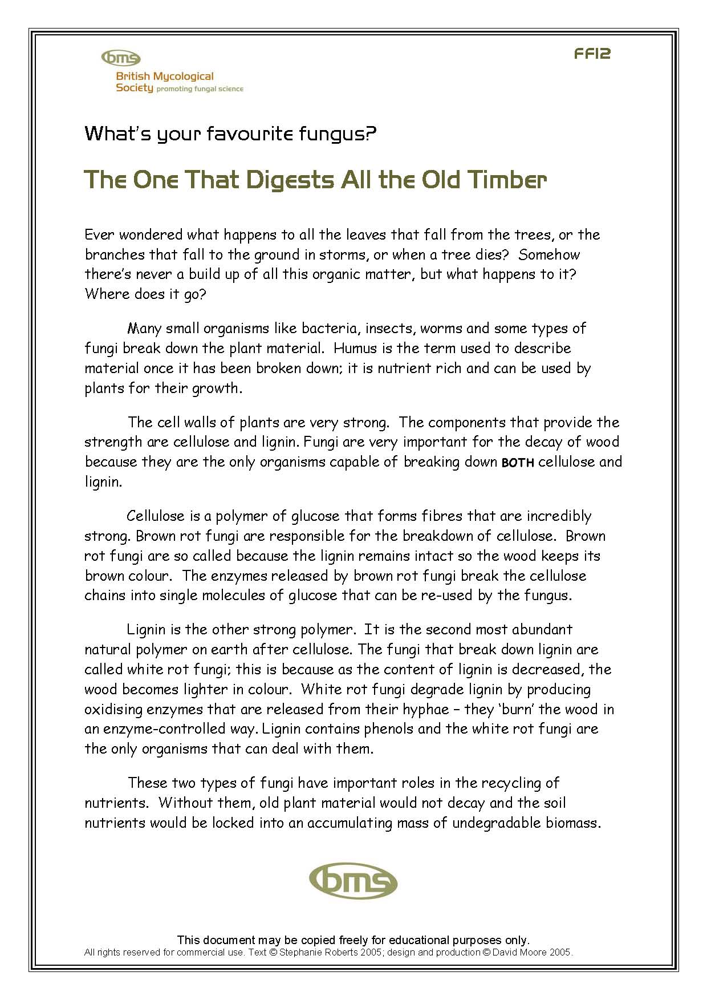 bms
FF12
British Mycological
Society promoting fungal science
What's your favourite fungus?
The One That Digests All the Old Timber
Ever wondered what happens to all the leaves that fall from the trees, or the
branches that fall to the ground in storms, or when a tree dies?  Somehow
there's never a build up of all this organic matter, but what happens to it?
Where does it go?
Many small organisms like bacteria, insects, worms and some types of
fungi break down the plant material.  Humus is the term used to describe
material once it has been broken down; it is nutrient rich and can be used by
plants for their growth.
The cell walls of plants are very strong.  The components that provide the
strength are cellulose and lignin. Fungi are very important for the decay of wood
because they are the only organisms capable of breaking down BOTH cellulose and
lignin.
Cellulose is a polymer of glucose that forms fibres that are incredibly
strong. Brown rot fungi are responsible for the breakdown of cellulose.  Brown
rot fungi are so called because the lignin remains intact so the wood keeps its
brown colour.  The enzymes released by brown rot fungi break the cellulose
chains into single molecules of glucose that can be re-used by the fungus.
Lignin is the other strong polymer.  It is the second most abundant
natural polymer on earth after cellulose. The fungi that break down lignin are
called white rot fungi; this is because as the content of lignin is decreased, the
wood becomes lighter in colour.  White rot fungi degrade lignin by producing
oxidising enzymes that are released from their hyphae – they 'burn' the wood in
an enzyme-controlled way. Lignin contains phenols and the white rot fungi are
the only organisms that can deal with them.
These two types of fungi have important roles in the recycling of
nutrients.  Without them, old plant material would not decay and the soil
nutrients would be locked into an accumulating mass of undegradable biomass.
bms
This document may be copied freely for educational purposes only.
All rights reserved for commercial use. Text © Stephanie Roberts 2005; design and production © David Moore 2005.